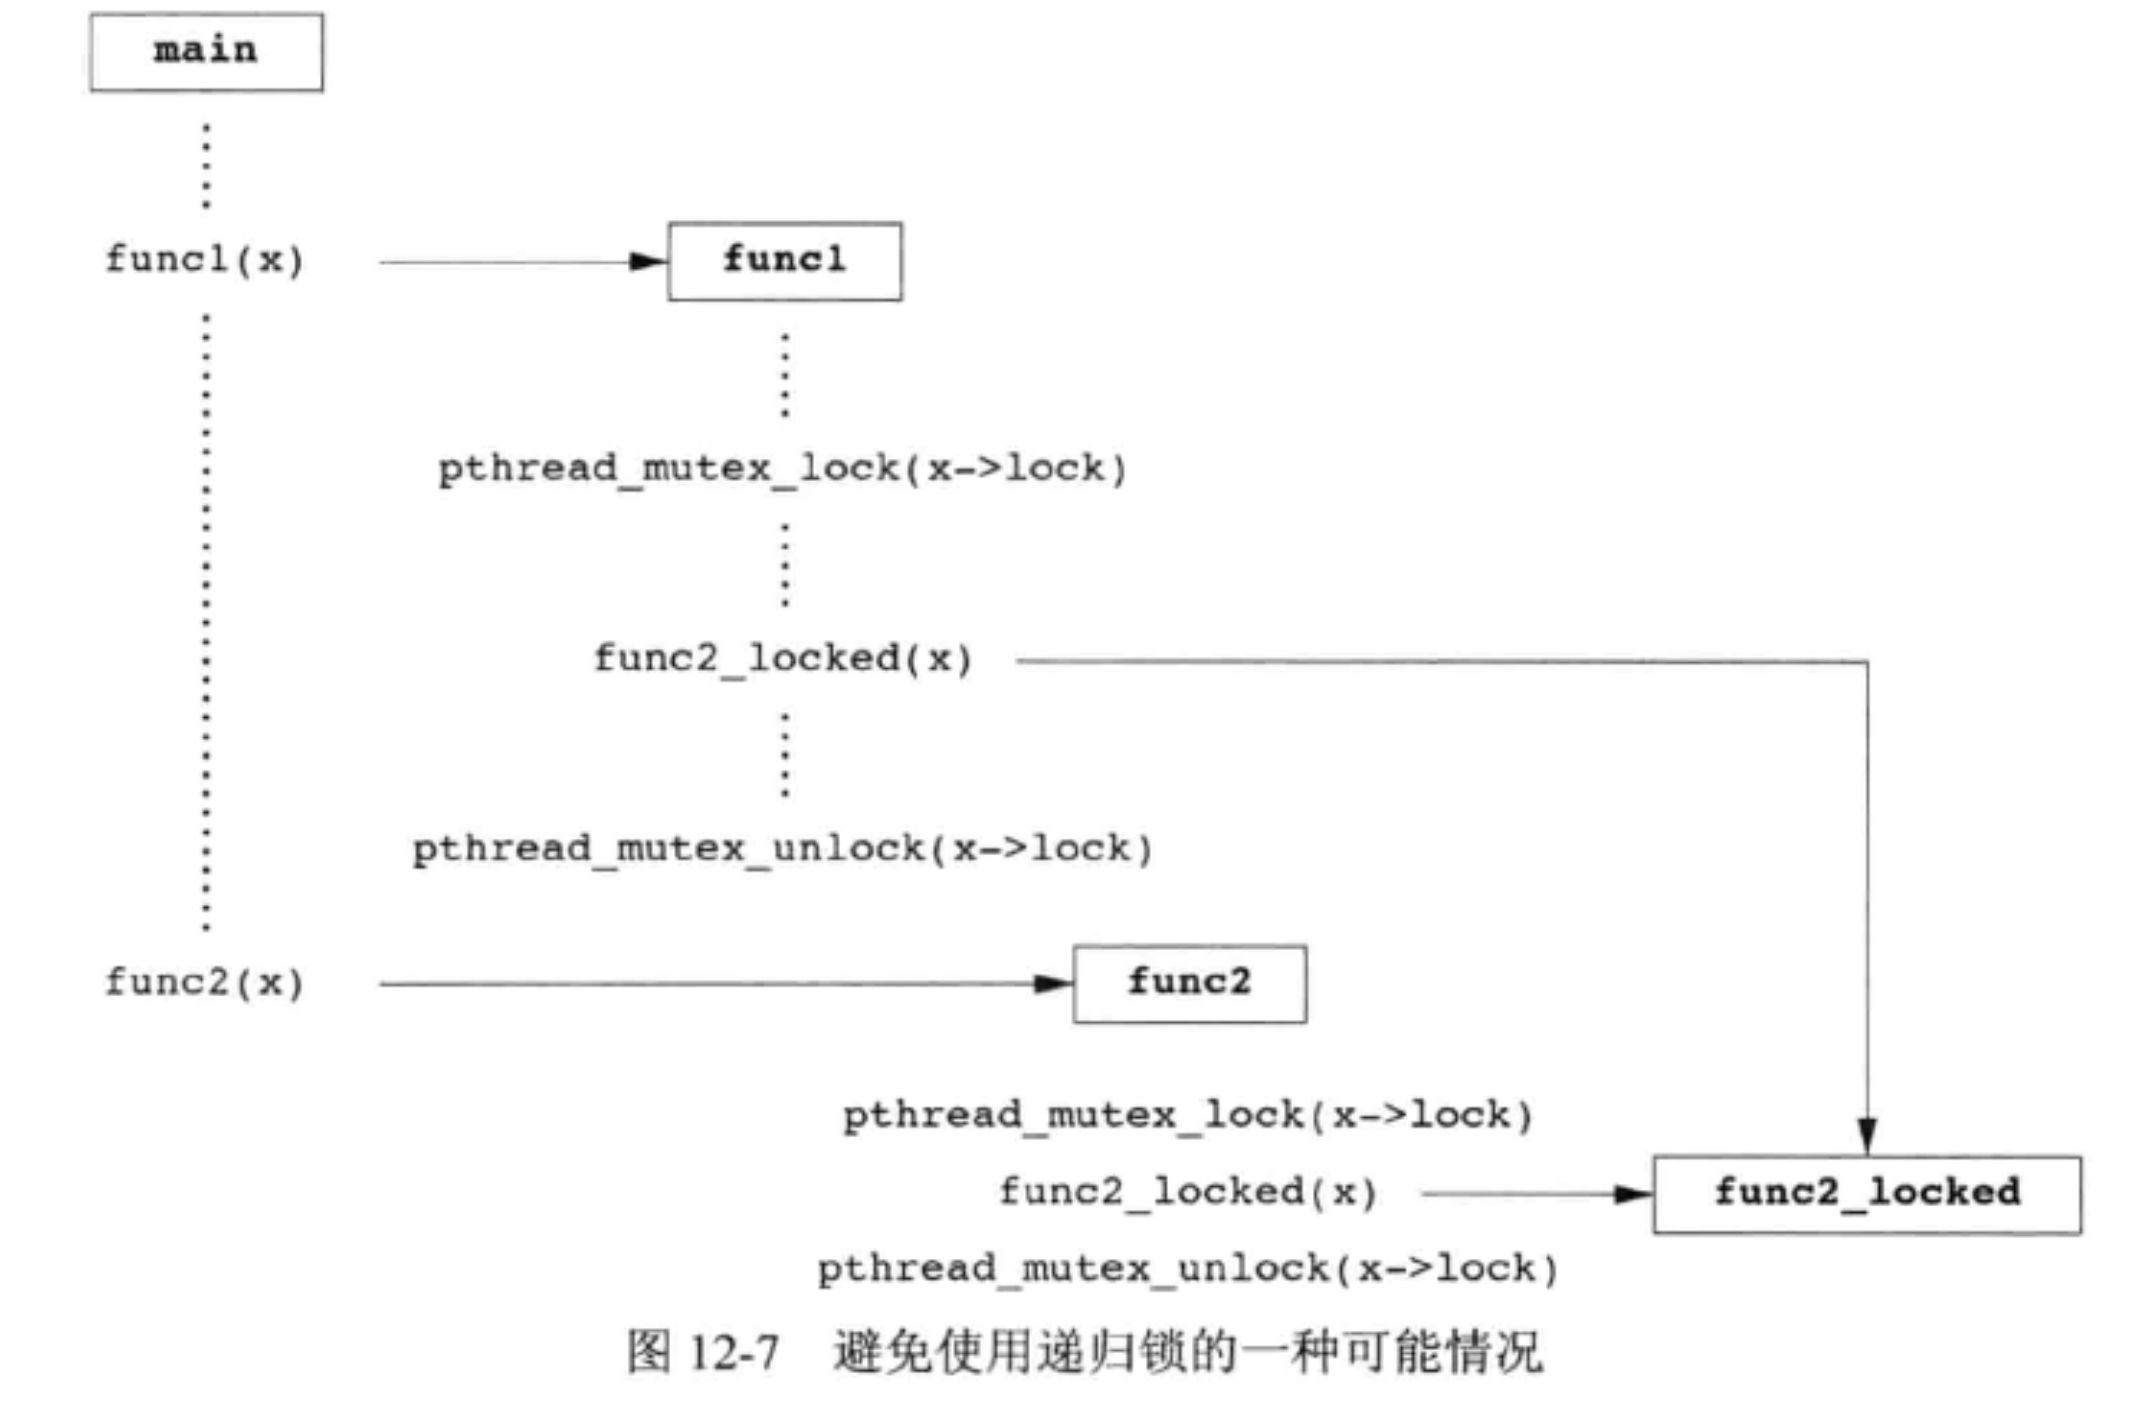 main
func1(x)
func1
pthread_mutex_lock(x->lock)
func2_locked(x)
pthread_mutex_unlock(x->lock)
func2(x)
func2
pthread_mutex_lock(x->lock)
func2_locked(x)
func2_locked
pthread_mutex_unlock(x->lock)
图 12-7 避免使用递归锁的一种可能情况